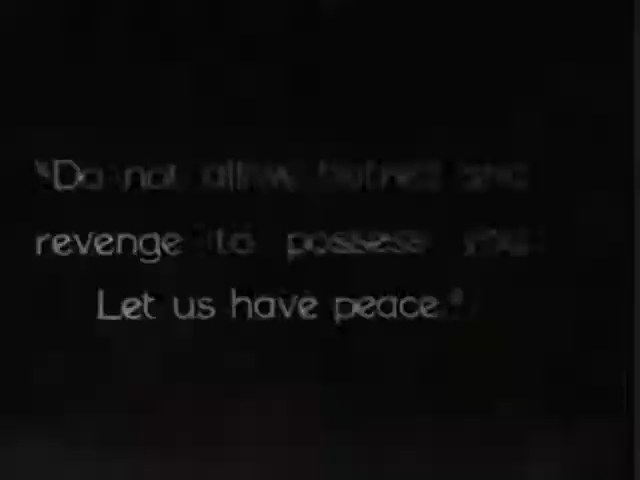 "Do not allow hatred and
revenge to possess you
Let us have peace."